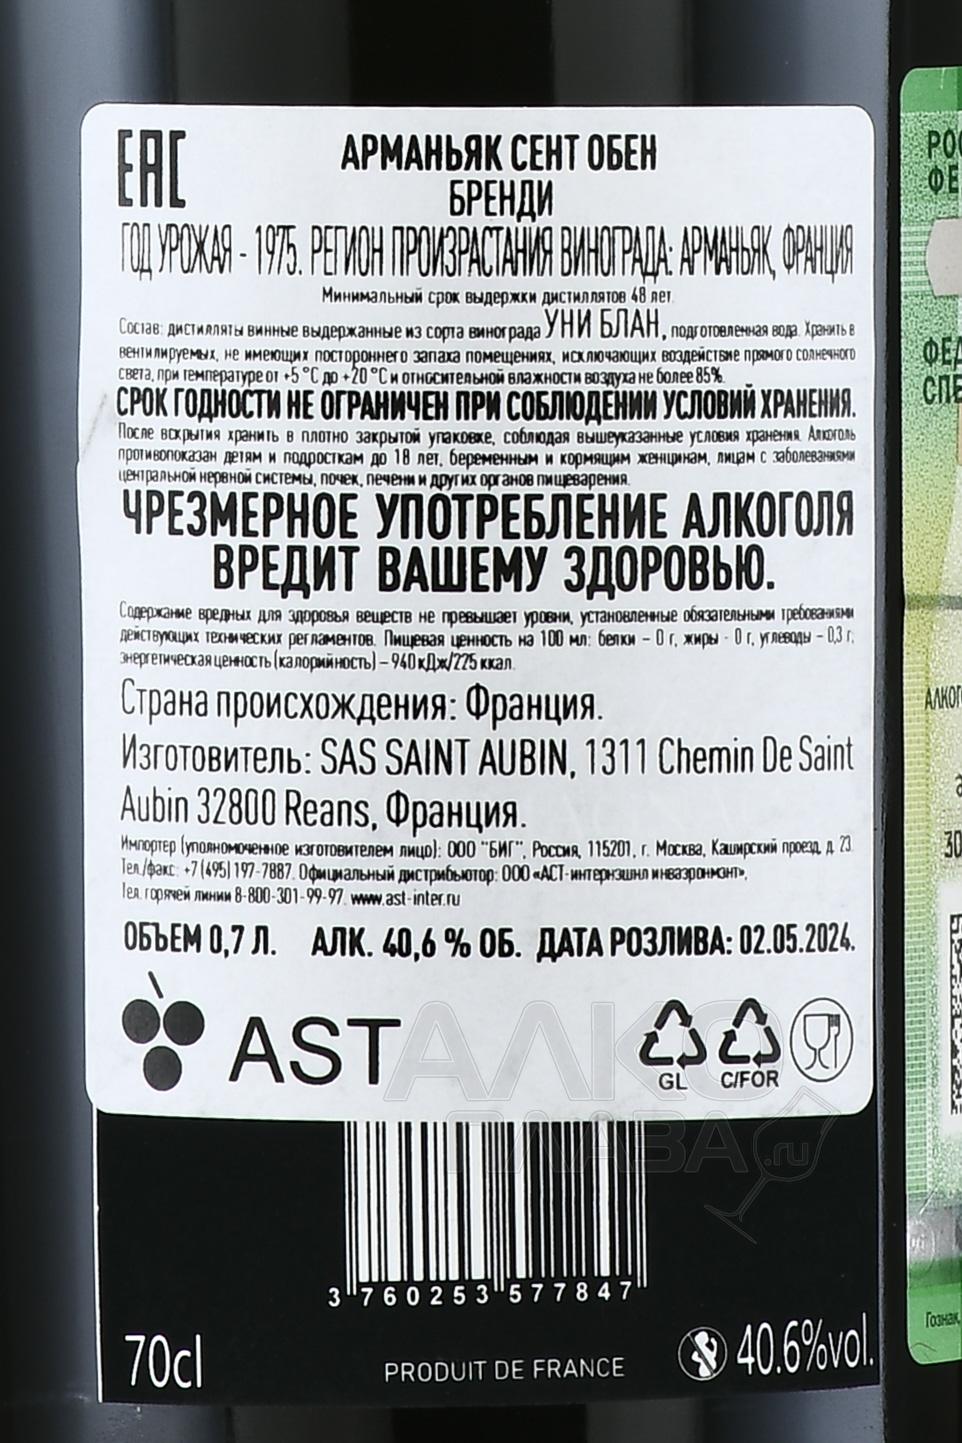 ЕАС
АРМАНЬЯК СЕНТ ОБЕН
БРЕНДИ
ГОД УРОЖАЯ - 1975. РЕГИОН ПРОИЗРАСТАНИЯ ВИНОГРАДА: АРМАНЬЯК, ФРАНЦИЯ
Минимальный срок выдержки дистиллятов 48 лет.
Состав: дистилляты винные выдержанные из сорта винограда УНИ БЛАН, подготовленная вода. Хранить в
вентилируемых, не имеющих постороннего запаха помещениях, исключающих воздействие прямого солнечного
света, при температуре от +5 °С до +20 °С и относительной влажности воздуха не более 85%.
СРОК ГОДНОСТИ НЕ ОГРАНИЧЕН ПРИ СОБЛЮДЕНИИ УСЛОВИЙ ХРАНЕНИЯ.
После вскрытия хранить в плотно закрытой упаковке, соблюдая вышеуказанные условия хранения. Алкоголь
противопоказан детям и подросткам до 18 лет, беременным и кормящим женщинам, лицам с заболеваниями
центральной нервной системы, почек, печени и других органов пищеварения.
ЧРЕЗМЕРНОЕ УПОТРЕБЛЕНИЕ АЛКОГОЛЯ
ВРЕДИТ ВАШЕМУ ЗДОРОВЬЮ.
Содержание вредных для здоровья веществ не превышает уровни, установленные обязательными требованиями
действующих технических регламентов. Пищевая ценность на 100 мл: белки – 0 г, жиры - 0 г, углеводы – 0,3 г,
энергетическая ценность (калорийность) – 940 кДж/225 ккал.
Страна происхождения: Франция.
Изготовитель: SAS SAINT AUBIN, 1311 Chemin De Saint
Aubin 32800 Reans, Франция.
Импортер (уполномоченное изготовителем лицо): ООО "БИГ", Россия, 115201, г. Москва, Каширский проезд, д. 23.
Тел./факс: +7 (495) 197-7887. Официальный дистрибьютор: ООО «АСТ-интернэшнл инваэронмэнт»,
Тел. горячей линии 8-800-301-99-97. www.ast-inter.ru
ОБЪЕМ 0,7 Л. АЛК. 40,6 % ОБ. ДАТА РОЗЛИВА: 02.05.2024.
AST
GL
C/FOR
АЛКО
ГЛАВА.ru
3 760253 577847
70cl
PRODUIT DE FRANCE
40.6%vol.
РОС
ФЕ
ФЕД
СПЕ
АЛКОГ
30
Гознак,